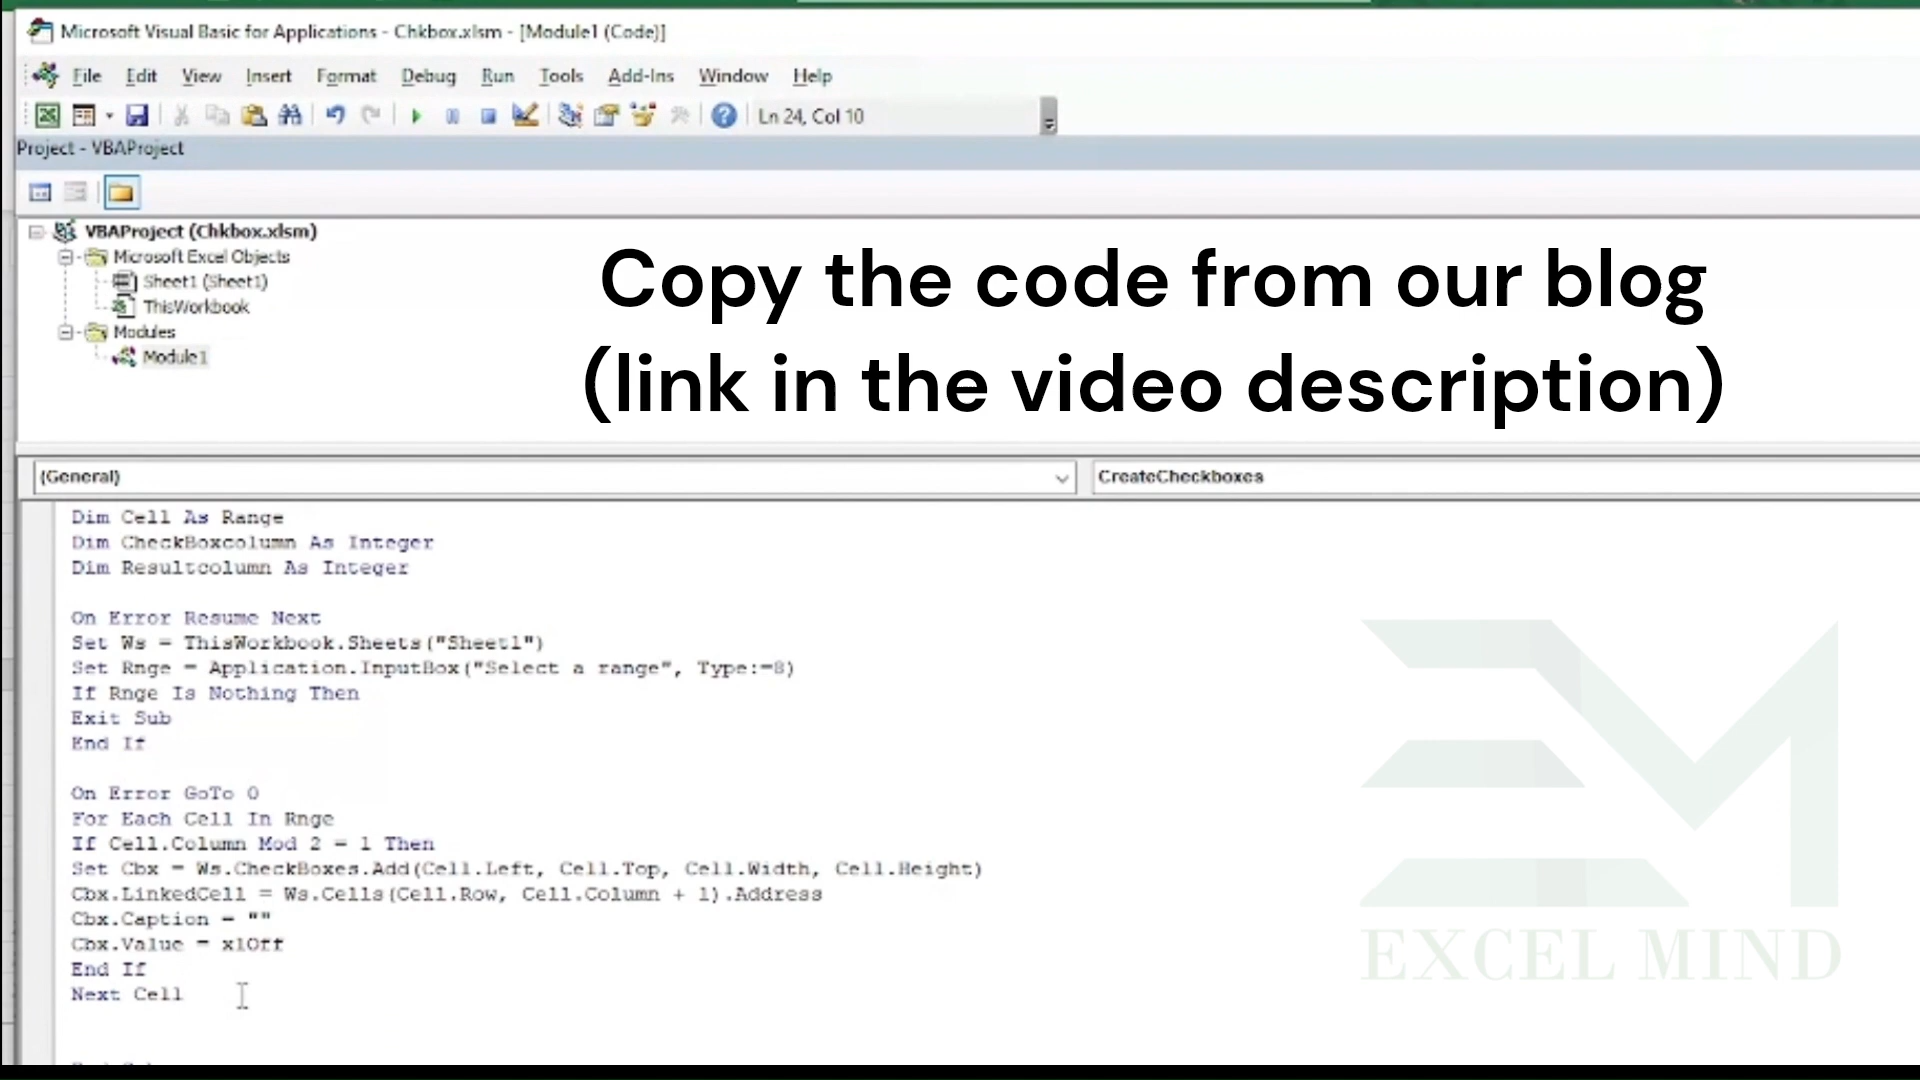 Microsoft Visual Basic for Applications - Chkbox.xlsm - [Module1 (Code)]
File Edit View Insert Format Debug Run Tools Add-Ins Window Help
Ln 24, Col 10
Project - VBAProject
VBAProject (Chkbox.xlsm)
Microsoft Excel Objects
Sheet1 (Sheet1)
ThisWorkbook
Modules
Module1
Copy the code from our blog
(link in the video description)
(General)
CreateCheckboxes
Dim Cell As Range
Dim CheckBoxcolumn As Integer
Dim Resultcolumn As Integer
On Error Resume Next
Set Ws = ThisWorkbook.Sheets("Sheet1")
Set Rnge = Application.InputBox("Select a range", Type:=8)
If Rnge Is Nothing Then
Exit Sub
End If
On Error GoTo 0
For Each Cell In Rnge
If Cell.Column Mod 2 = 1 Then
Set Cbx = Ws.CheckBoxes.Add(Cell.Left, Cell.Top, Cell.Width, Cell.Height)
Cbx.LinkedCell = Ws.Cells(Cell.Row, Cell.Column + 1).Address
Cbx.Caption = ""
Cbx.Value = xlOff
End If
Next Cell
EXCEL MIND